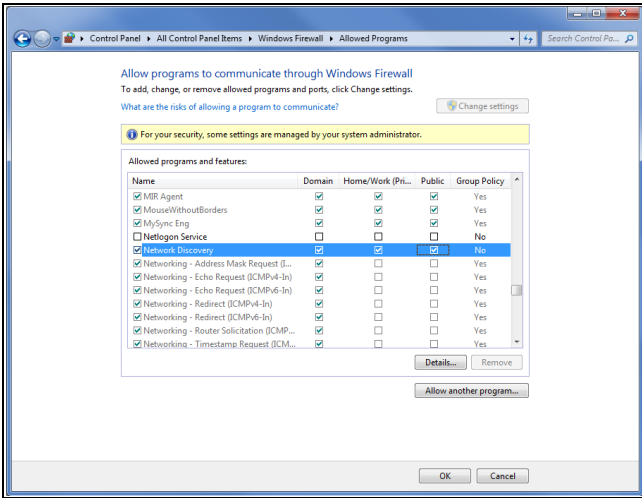 Control Panel ▸ All Control Panel Items ▸ Windows Firewall ▸ Allowed Programs
Search Control Pa...
Allow programs to communicate through Windows Firewall
To add, change, or remove allowed programs and ports, click Change settings.
What are the risks of allowing a program to communicate?
Change settings
For your security, some settings are managed by your system administrator.
Allowed programs and features:
Name Domain Home/Work (Pri... Public Group Policy
MIR Agent Yes
MouseWithoutBorders Yes
MySync Eng Yes
Netlogon Service No
Network Discovery No
Networking - Address Mask Request (I... Yes
Networking - Echo Request (ICMPv4-In) Yes
Networking - Echo Request (ICMPv6-In) Yes
Networking - Redirect (ICMPv4-In) Yes
Networking - Redirect (ICMPv6-In) Yes
Networking - Router Solicitation (ICMP... Yes
Networking - Timestamp Request (ICM... Yes
Details... Remove
Allow another program...
OK Cancel